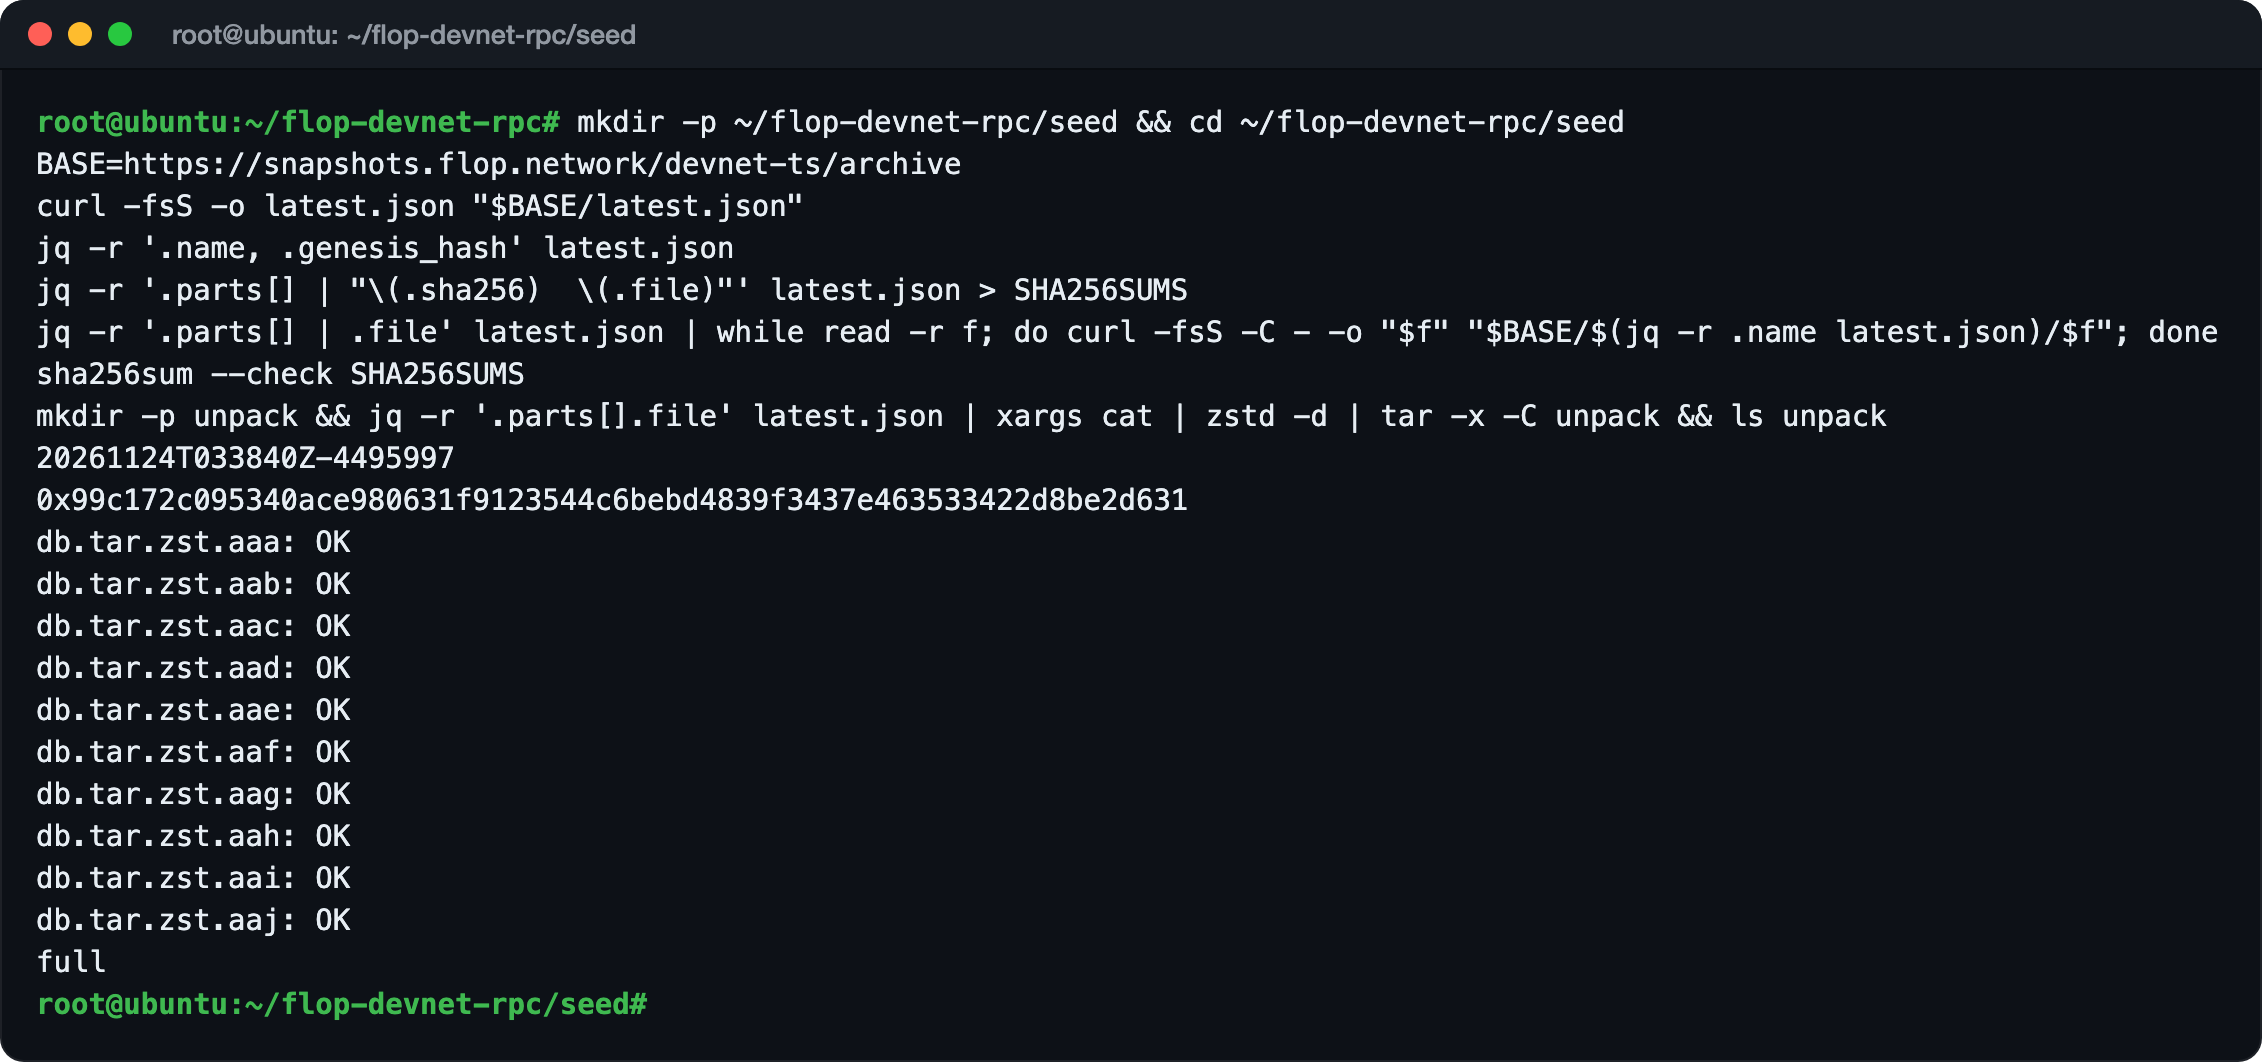 root@ubuntu: ~/flop-devnet-rpc/seed
root@ubuntu:~/flop-devnet-rpc# mkdir -p ~/flop-devnet-rpc/seed && cd ~/flop-devnet-rpc/seed
BASE=https://snapshots.flop.network/devnet-ts/archive
curl -fsS -o latest.json "$BASE/latest.json"
jq -r '.name, .genesis_hash' latest.json
jq -r '.parts[] | "\(.sha256)  \(.file)"' latest.json > SHA256SUMS
jq -r '.parts[] | .file' latest.json | while read -r f; do curl -fsS -C - -o "$f" "$BASE/$(jq -r .name latest.json)/$f"; done
sha256sum --check SHA256SUMS
mkdir -p unpack && jq -r '.parts[].file' latest.json | xargs cat | zstd -d | tar -x -C unpack && ls unpack
20261124T033840Z-4495997
0x99c172c095340ace980631f9123544c6bebd4839f3437e463533422d8be2d631
db.tar.zst.aaa: OK
db.tar.zst.aab: OK
db.tar.zst.aac: OK
db.tar.zst.aad: OK
db.tar.zst.aae: OK
db.tar.zst.aaf: OK
db.tar.zst.aag: OK
db.tar.zst.aah: OK
db.tar.zst.aai: OK
db.tar.zst.aaj: OK
full
root@ubuntu:~/flop-devnet-rpc/seed#